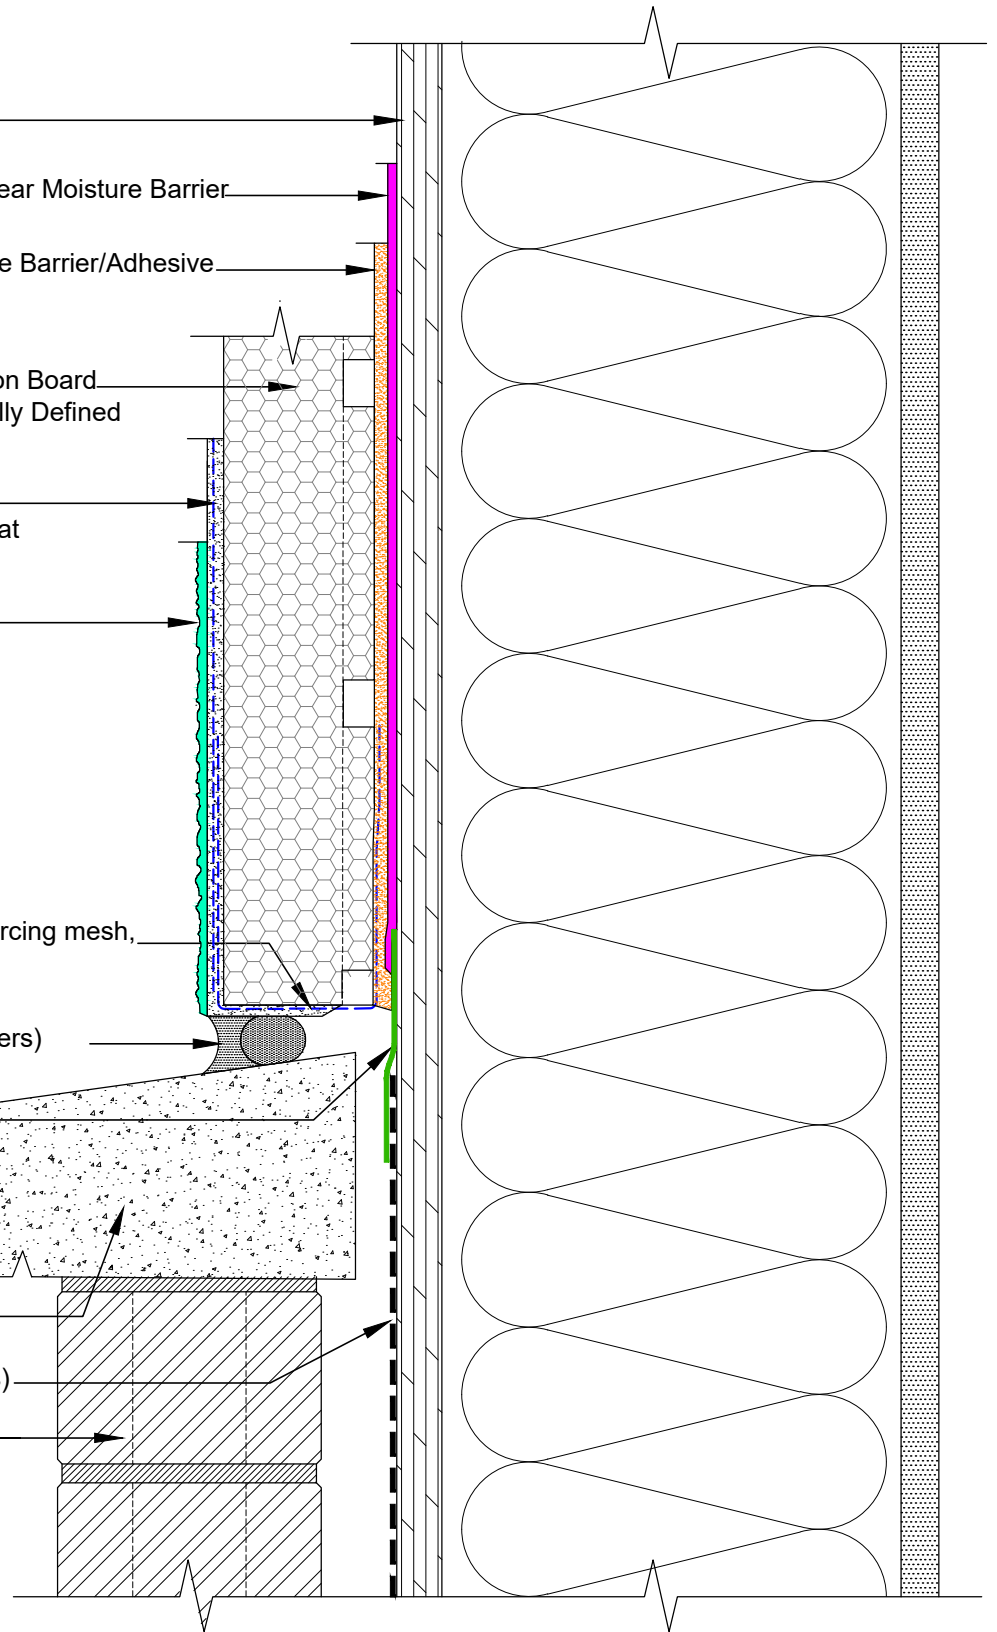 ear Moisture Barrier
e Barrier/Adhesive
on Board
lly Defined
at
rcing mesh,
ers)
)